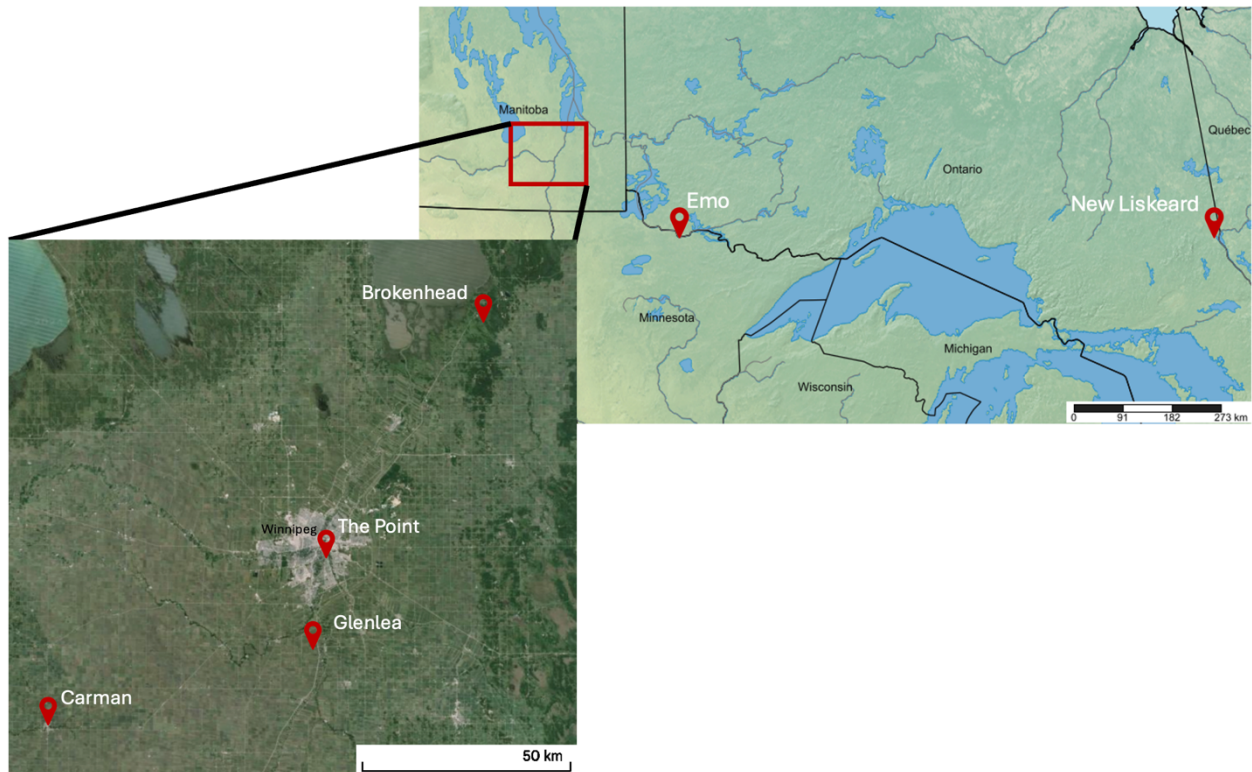 Manitoba
Québec
Ontario
Emo
New Liskeard
Minnesota
Michigan
Wisconsin
0 91 182 273 km
Brokenhead
Winnipeg The Point
Glenlea
Carman
50 km